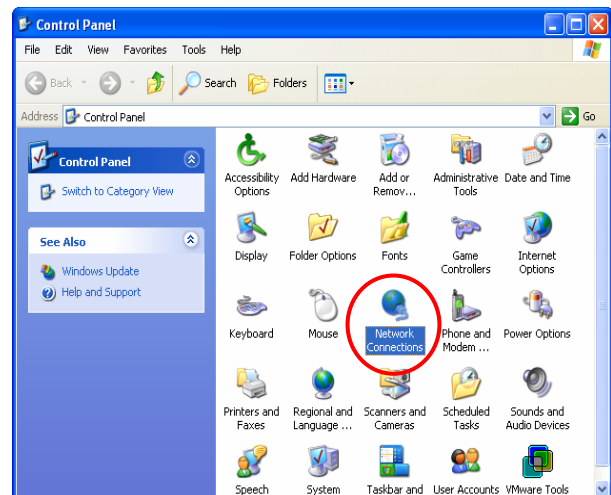 Control Panel
File Edit View Favorites Tools Help
Back Search Folders
Address Control Panel Go
Control Panel
Switch to Category View
See Also
Windows Update
Help and Support
Accessibility Options
Add Hardware
Add or Remov...
Administrative Tools
Date and Time
Display
Folder Options
Fonts
Game Controllers
Internet Options
Keyboard
Mouse
Network Connections
Phone and Modem ...
Power Options
Printers and Faxes
Regional and Language ...
Scanners and Cameras
Scheduled Tasks
Sounds and Audio Devices
Speech
System
Taskbar and
User Accounts
VMware Tools